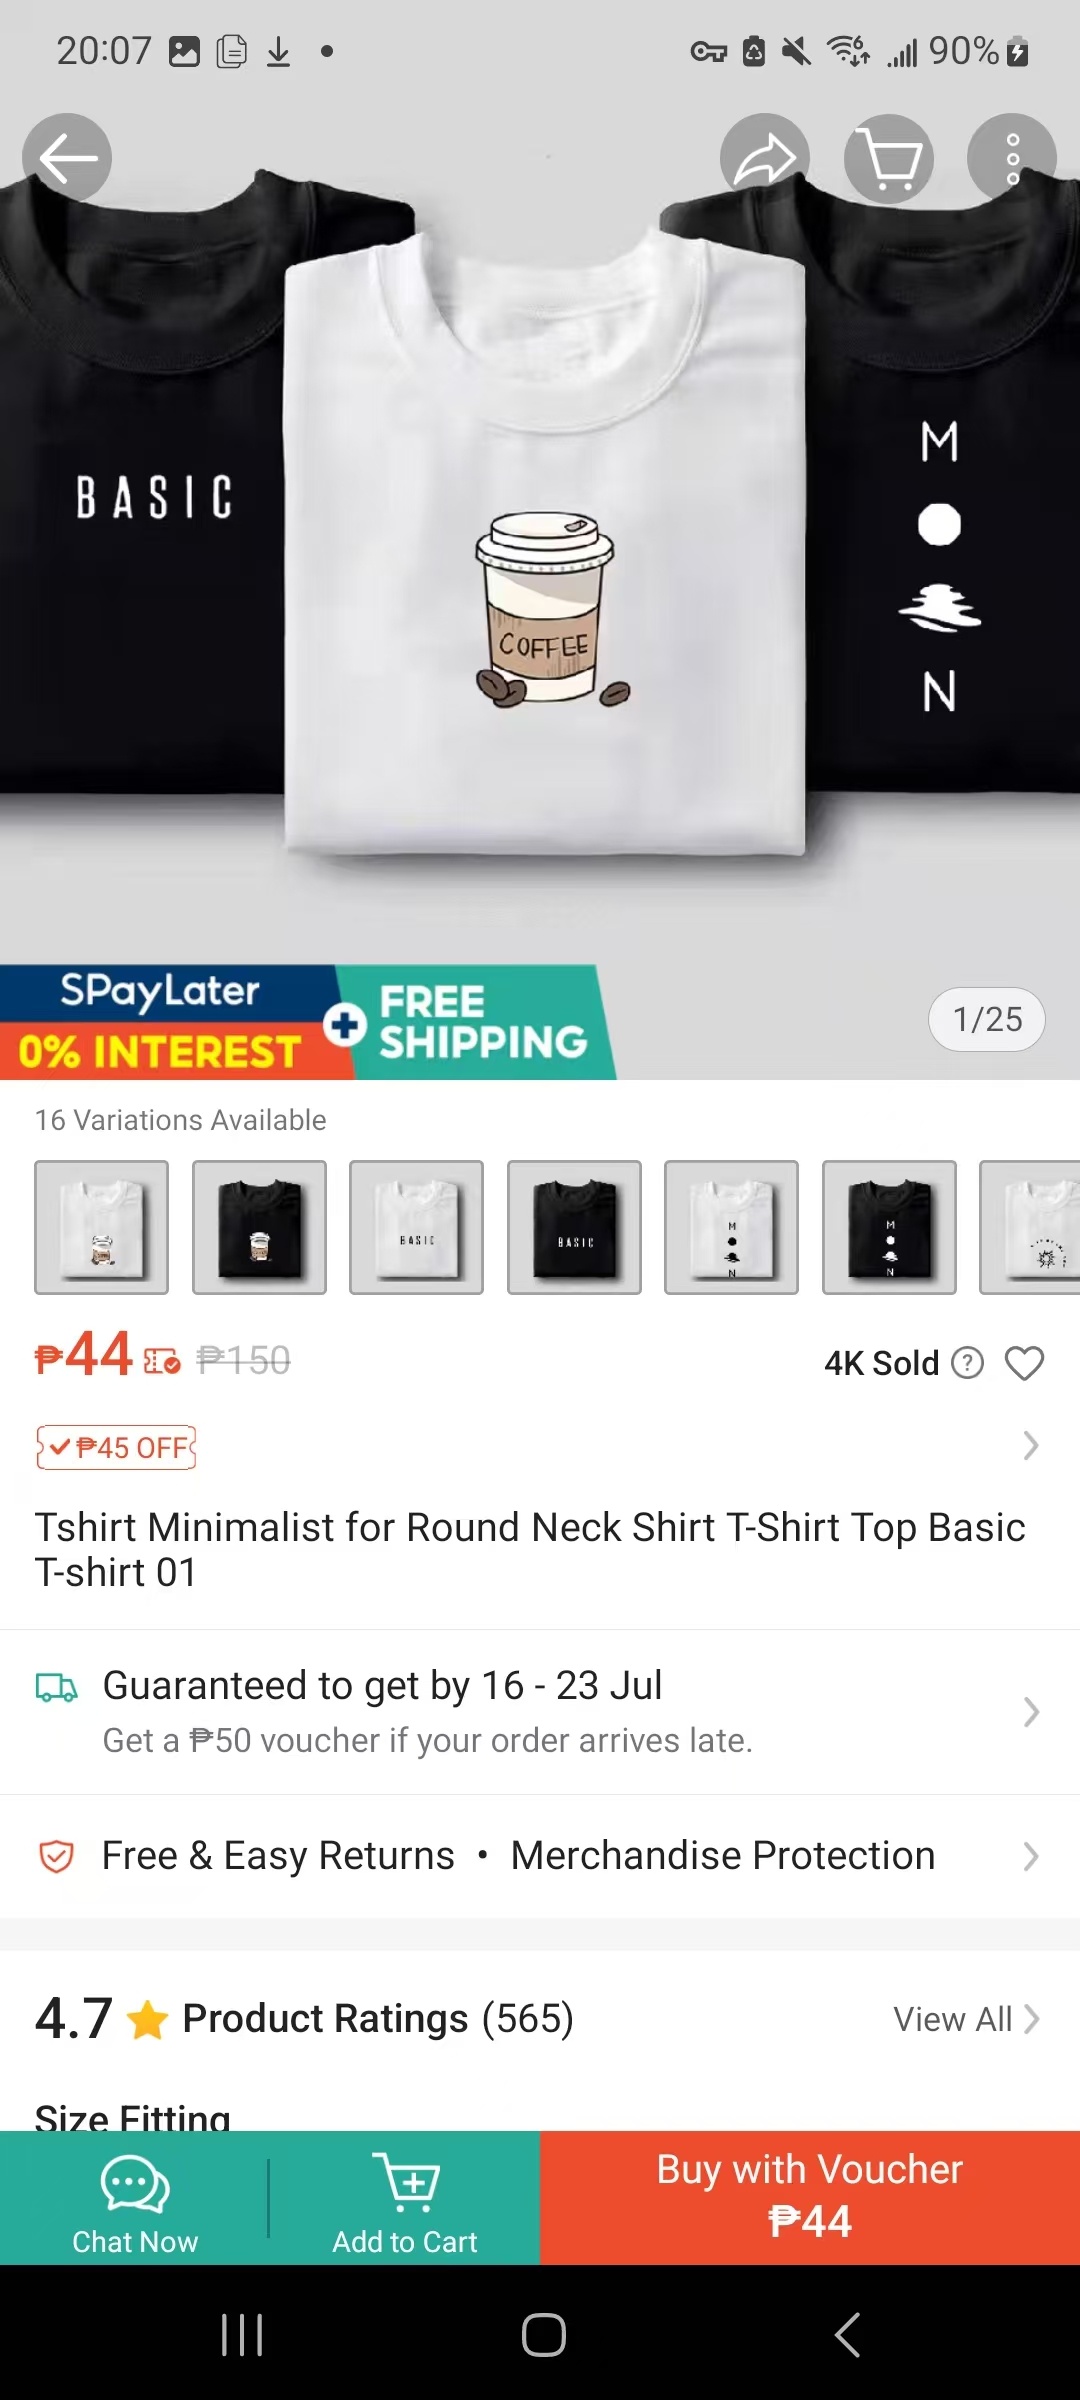 20:07
90%
BASIC
COFFEE
M
N
SPayLater
0% INTEREST
FREE
SHIPPING
1/25
16 Variations Available
BASIC
BASIC
M
N
M
N
₱44 ₱150
4K Sold
₱45 OFF
Tshirt Minimalist for Round Neck Shirt T-Shirt Top Basic
T-shirt 01
Guaranteed to get by 16 - 23 Jul
Get a ₱50 voucher if your order arrives late.
Free & Easy Returns • Merchandise Protection
4.7 Product Ratings (565)
View All
Size Fitting
Chat Now
Add to Cart
Buy with Voucher
₱44